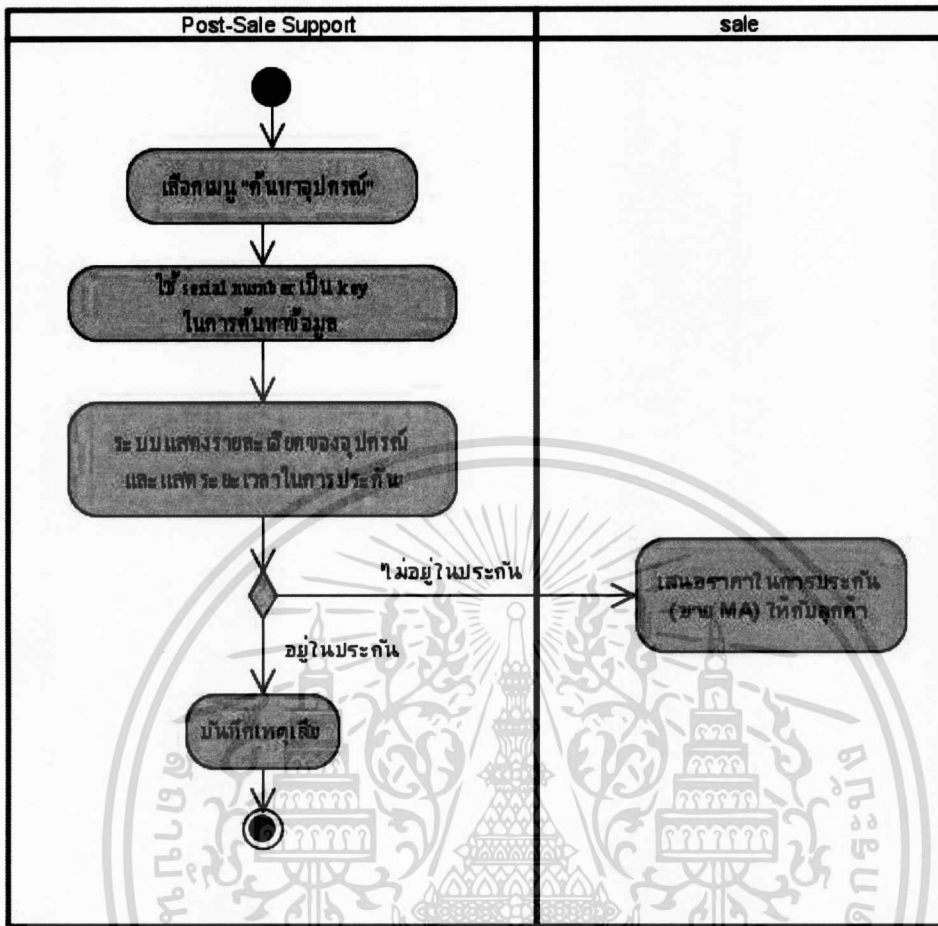 Post-Sale Support
sale
เลือกเมนู "ค้นหาอุปกรณ์"
ใช้ serial number เป็น key
ในการค้นหาข้อมูล
ระบบแสดงรายละเอียดของอุปกรณ์
และแสดระยะเวลาในการประกัน
ไม่อยู่ในประกัน
เสนอราคาในการประกัน
(ขาย MA) ให้กับลูกค้า
อยู่ในประกัน
บันทึกเหตุเสีย